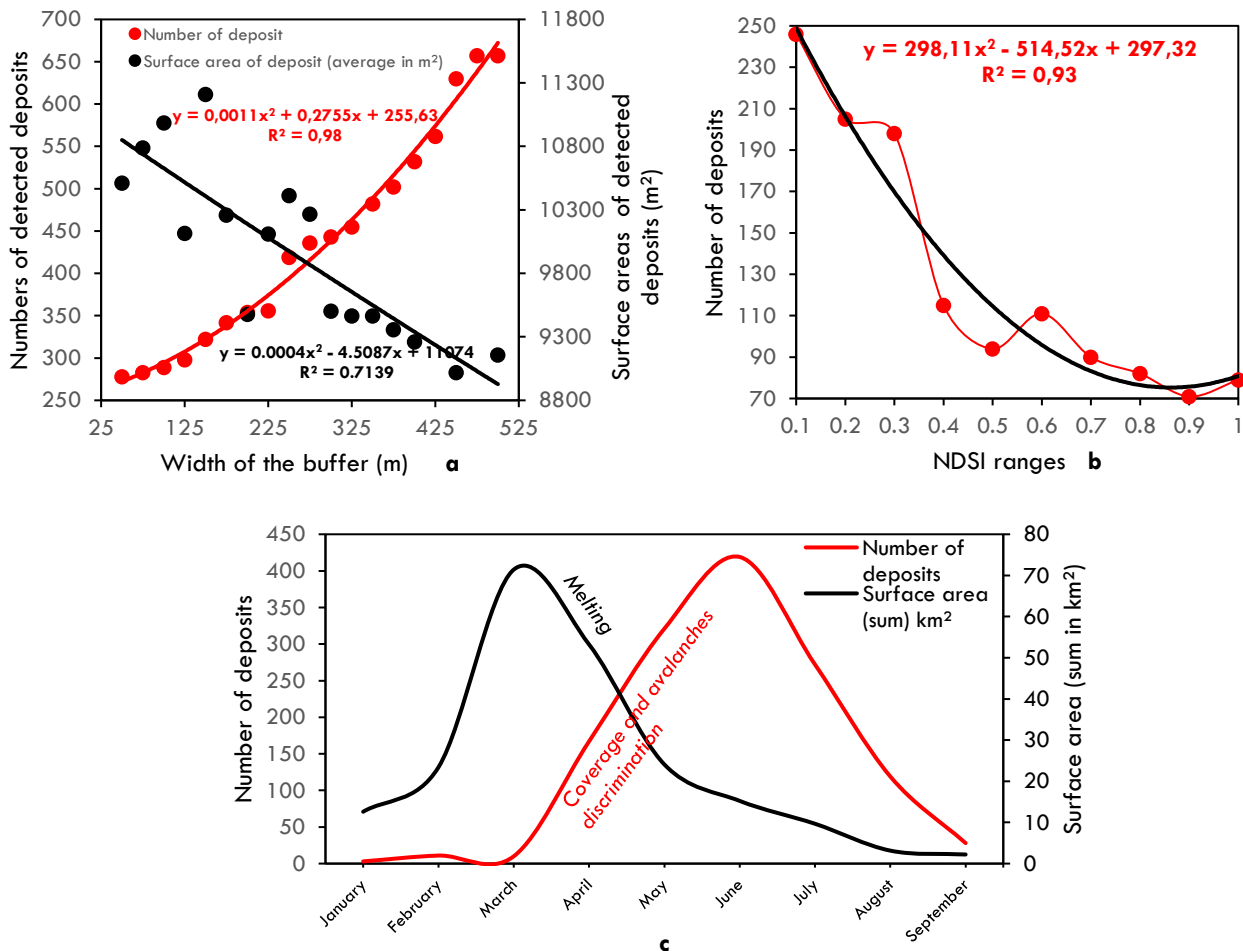 Numbers of detected deposits
700
650
600
550
500
450
400
350
300
250
Number of deposit
Surface area of deposit (average in m²)
y = 0,0011x² + 0,2755x + 255,63
R² = 0,98
y = 0.0004x² - 4.5087x + 11074
R² = 0.7139
11800
11300
10800
10300
9800
9300
8800
Surface areas of detected
deposits (m²)
25 125 225 325 425 525
Width of the buffer (m) a
Number of deposits
250
230
210
190
170
150
130
110
90
70
y = 298,11x² - 514,52x + 297,32
R² = 0,93
0.1 0.2 0.3 0.4 0.5 0.6 0.7 0.8 0.9 1
NDSI ranges b
Number of deposits
450
400
350
300
250
200
150
100
50
0
Melting
Coverage and avalanches
discrimination
Number of
deposits
Surface area
(sum) km²
80
70
60
50
40
30
20
10
0
Surface area (sum in km²)
January February March April May June July August September
c